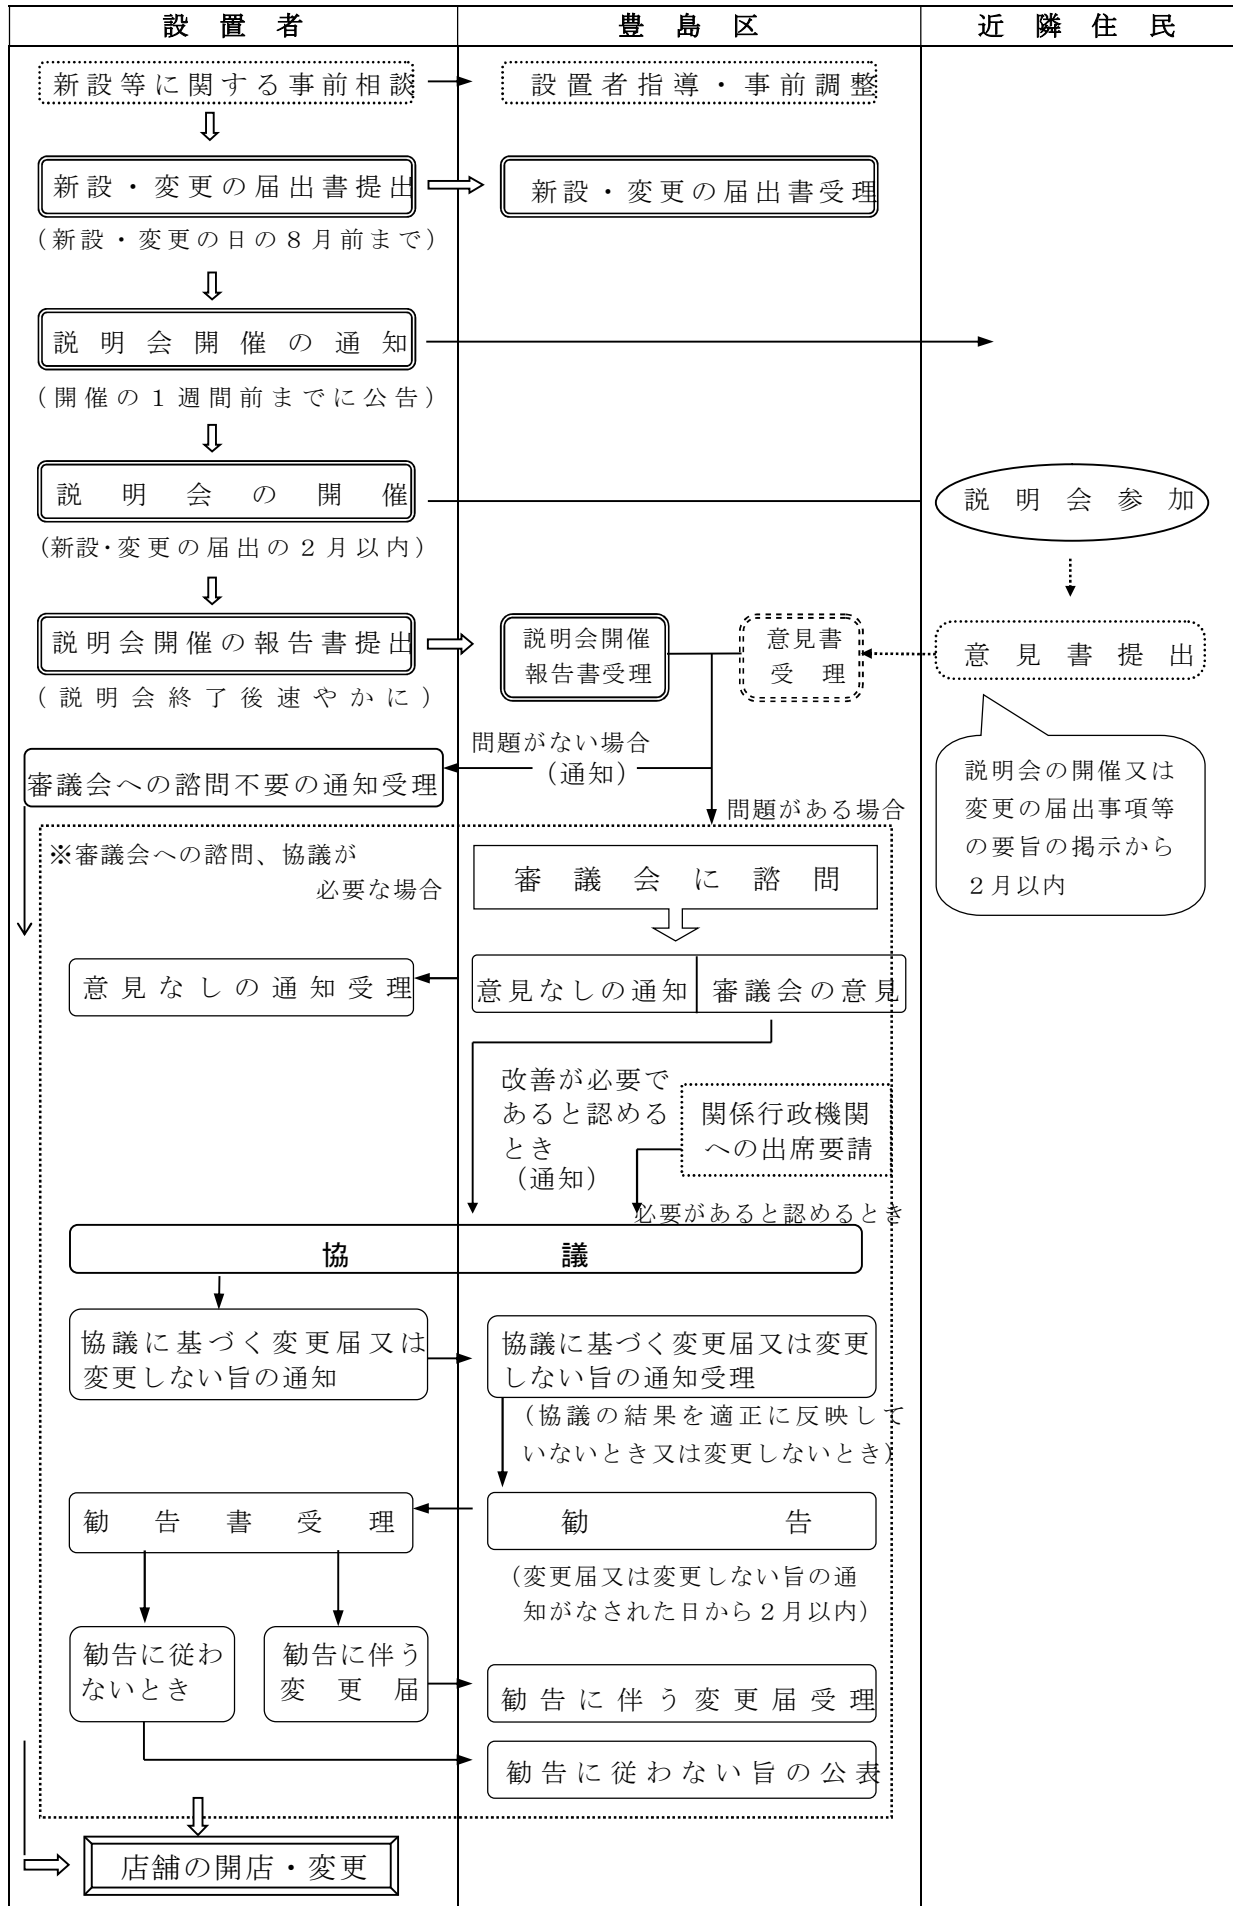 設置者
豊島区
近隣住民
新設等に関する事前相談
設置者指導・事前調整
新設・変更の届出書提出
新設・変更の届出書受理
（新設・変更の日の８月前まで）
説明会開催の通知
（開催の１週間前までに公告）
説明会の開催
説明会参加
（新設・変更の届出の２月以内）
説明会開催の報告書提出
説明会開催
報告書受理
意見書
受理
意見書提出
（説明会終了後速やかに）
問題がない場合
（通知）
審議会への諮問不要の通知受理
問題がある場合
説明会の開催又は
変更の届出事項等
の要旨の掲示から
２月以内
※審議会への諮問、協議が
必要な場合
審議会に諮問
意見なしの通知受理
意見なしの通知
審議会の意見
改善が必要で
あると認める
とき
（通知）
関係行政機関
への出席要請
必要があると認めるとき
協議
協議に基づく変更届又は
変更しない旨の通知
協議に基づく変更届又は変更
しない旨の通知受理
（協議の結果を適正に反映して
いないとき又は変更しないとき）
勧告書受理
勧告
（変更届又は変更しない旨の通
知がなされた日から２月以内）
勧告に従わ
ないとき
勧告に伴う
変更届
勧告に伴う変更届受理
勧告に従わない旨の公表
店舗の開店・変更